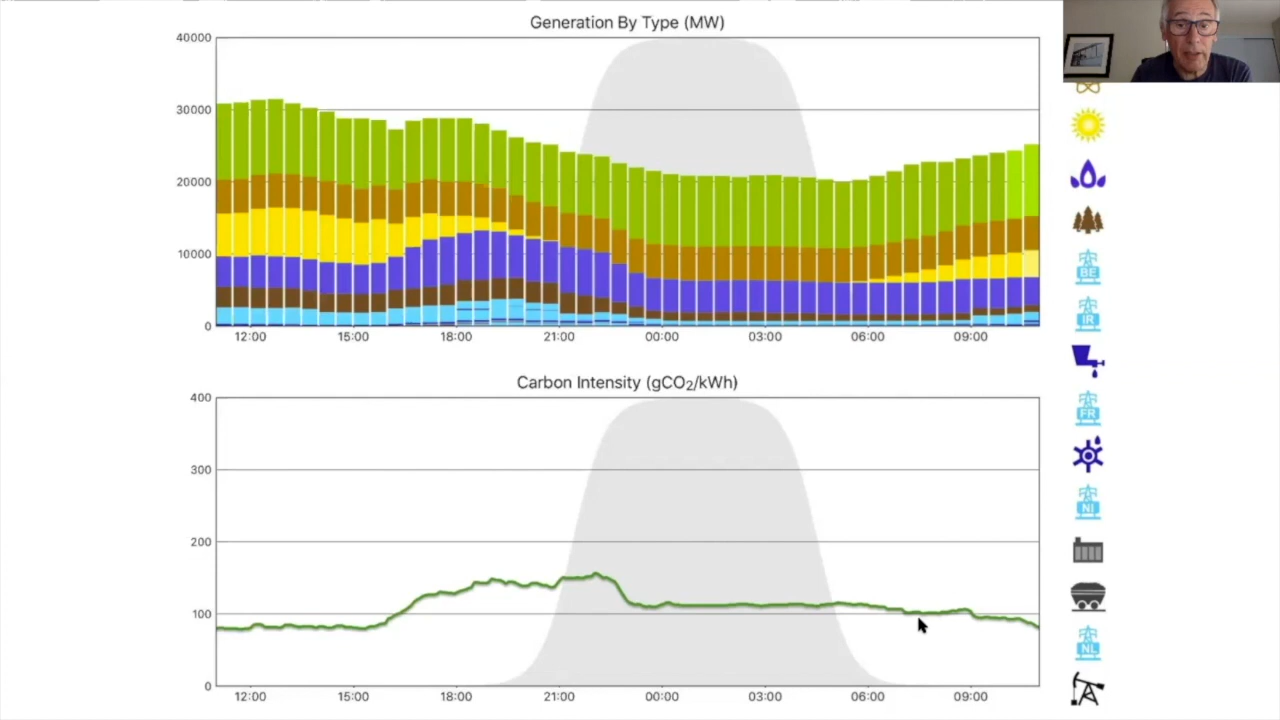 Generation By Type (MW)
40000
30000
20000
10000
0
12:00 15:00 18:00 21:00 00:00 03:00 06:00 09:00
Carbon Intensity (gCO₂/kWh)
400
300
200
100
0
12:00 15:00 18:00 21:00 00:00 03:00 06:00 09:00
BE
IR
FR
NI
NL